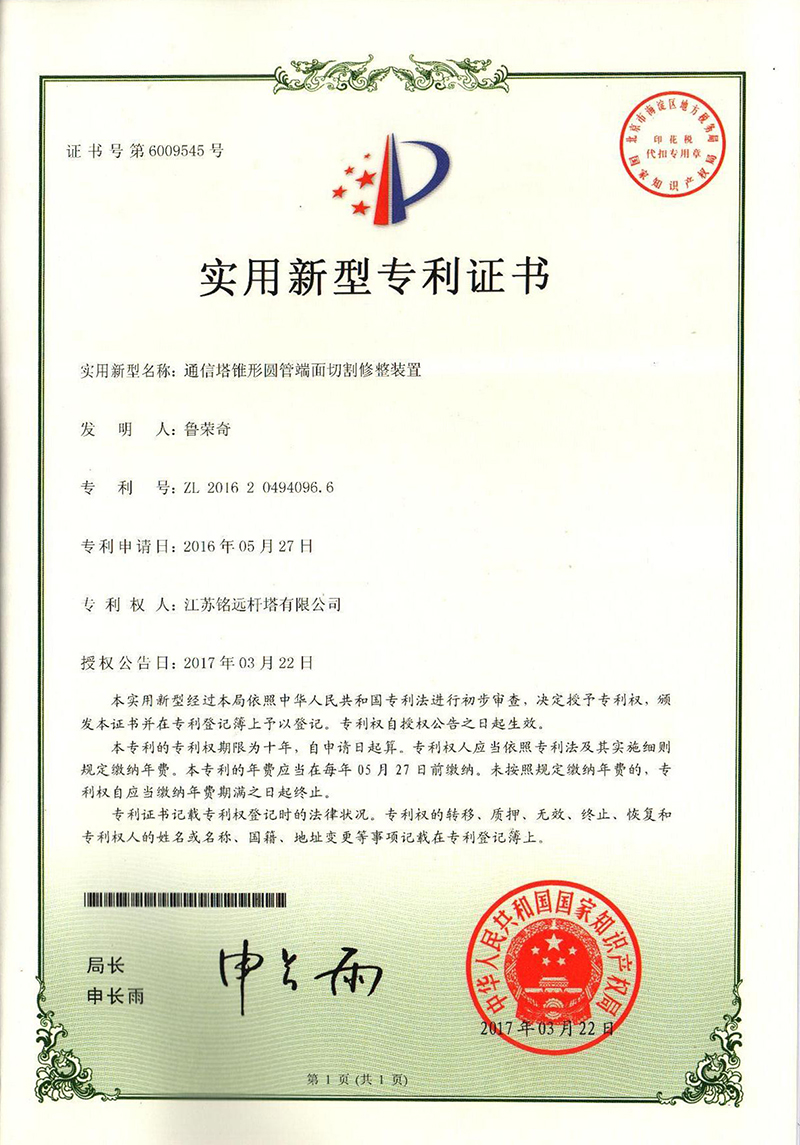 证书号第6009545号
北京市海淀区地方税务局
印花税
代扣专用章
国家知识产权局
实用新型专利证书
实用新型名称：通信塔锥形圆管端面切割修整装置
发明人：鲁荣奇
专利号：ZL 2016 2 0494096.6
专利申请日：2016年05月27日
专利权人：江苏铭远杆塔有限公司
授权公告日：2017年03月22日
本实用新型经过本局依照中华人民共和国专利法进行初步审查，决定授予专利权，颁
发本证书并在专利登记簿上予以登记。专利权自授权公告之日起生效。
本专利的专利权期限为十年，自申请日起算。专利权人应当依照专利法及其实施细则
规定缴纳年费。本专利的年费应当在每年05月27日前缴纳。未按照规定缴纳年费的，专
利权自应当缴纳年费期满之日起终止。
专利证书记载专利权登记时的法律状况。专利权的转移、质押、无效、终止、恢复和
专利权人的姓名或名称、国籍、地址变更等事项记载在专利登记簿上。
局长
申长雨
申长雨
中华人民共和国国家知识产权局
2017年03月22日
第1页(共1页)